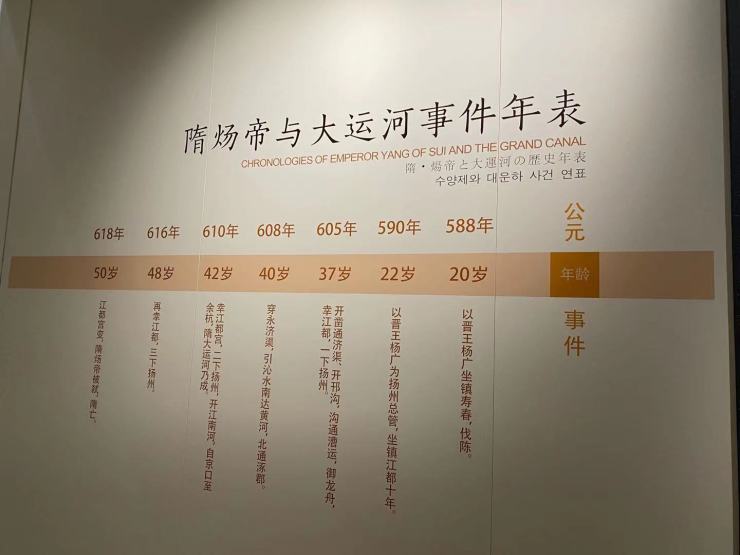 隋炀帝与大运河事件年表
CHRONOLOGIES OF EMPEROR YANG OF SUI AND THE GRAND CANAL
隋・煬帝と大運河の歴史年表
수양제와 대운하 사건 연표
公元
588年
590年
605年
608年
610年
616年
618年
年龄
20岁
22岁
37岁
40岁
42岁
48岁
50岁
事件
以晋王杨广坐镇寿春，伐陈。
以晋王杨广为扬州总管，坐镇江都十年。
开凿通济渠、开邗沟，沟通漕运，御龙舟，
幸江都，一下扬州。
穿永济渠，引沁水南达黄河，北通涿郡。
幸江都宫，二下扬州，开江南河，自京口至
余杭，隋大运河乃成。
再幸江都，三下扬州。
江都宫变，隋炀帝被弑，隋亡。